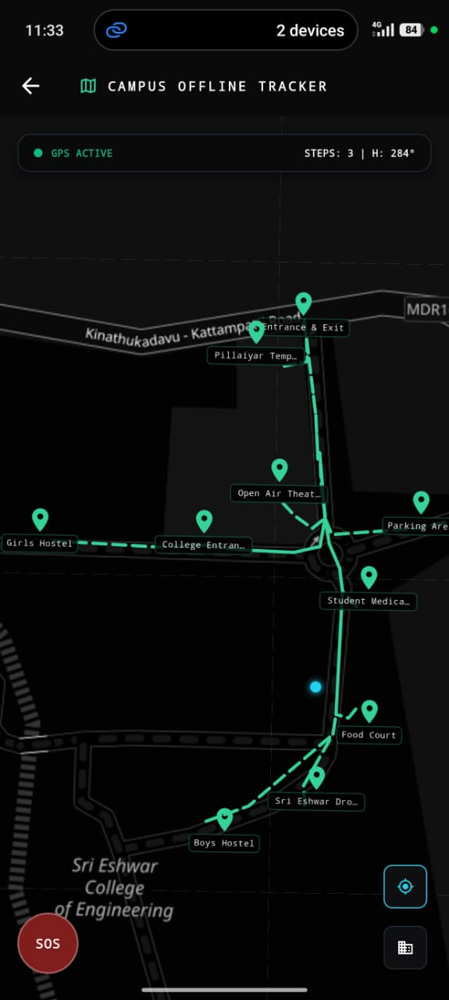 11:33
2 devices
4G
84
CAMPUS OFFLINE TRACKER
GPS ACTIVE
STEPS: 3 | H: 284°
MDR1
Kinathukadavu - Kattampa Road
Entrance & Exit
Pillaiyar Temp…
Open Air Theat…
Parking Are
Girls Hostel
College Entran…
Student Medica…
Food Court
Sri Eshwar Dro…
Boys Hostel
Sri Eshwar
College
of Engineering
SOS